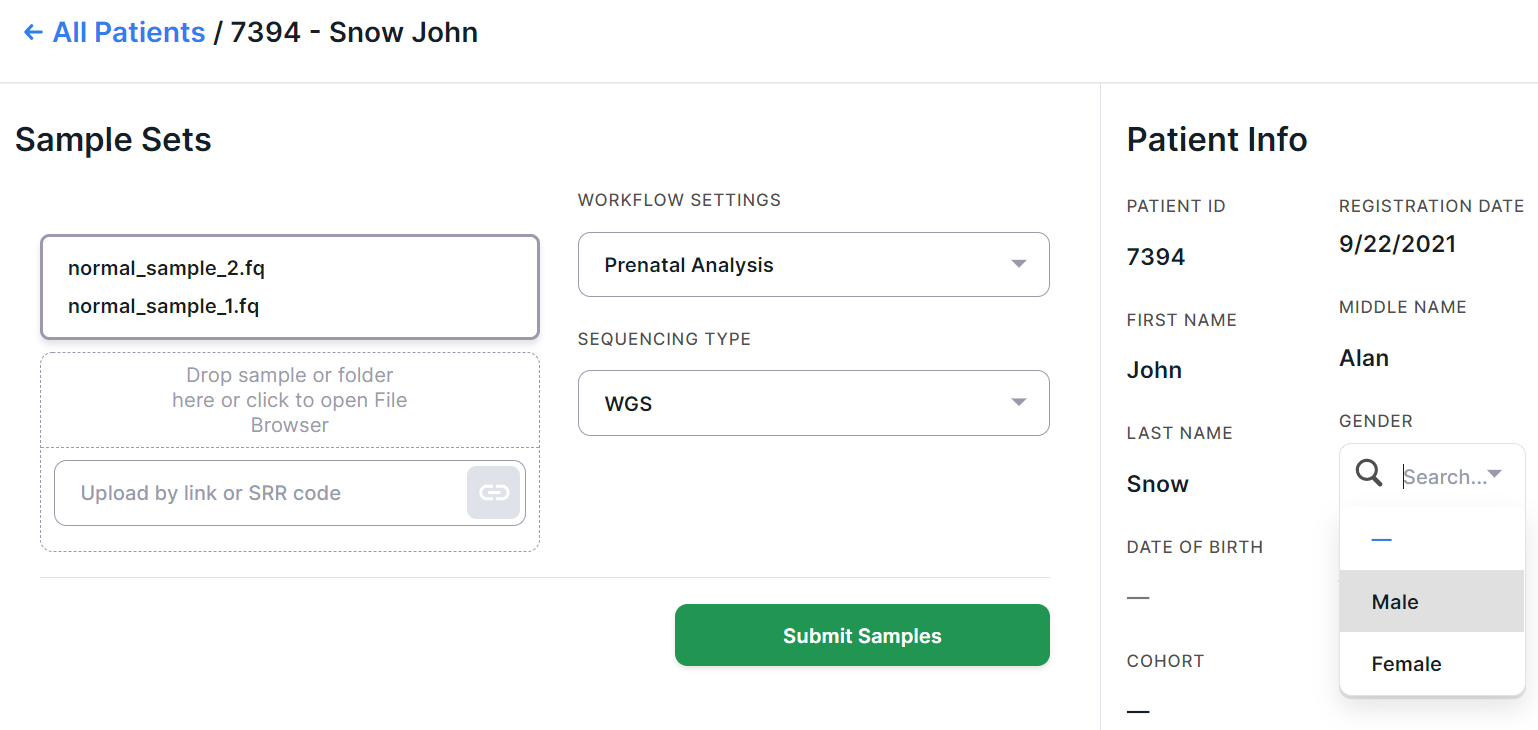 ← All Patients / 7394 - Snow John
Sample Sets
normal_sample_2.fq
normal_sample_1.fq
Drop sample or folder
here or click to open File
Browser
Upload by link or SRR code
WORKFLOW SETTINGS
Prenatal Analysis
SEQUENCING TYPE
WGS
Submit Samples
Patient Info
PATIENT ID
7394
REGISTRATION DATE
9/22/2021
FIRST NAME
John
MIDDLE NAME
Alan
LAST NAME
Snow
GENDER
Search...
—
Male
Female
DATE OF BIRTH
—
COHORT
—